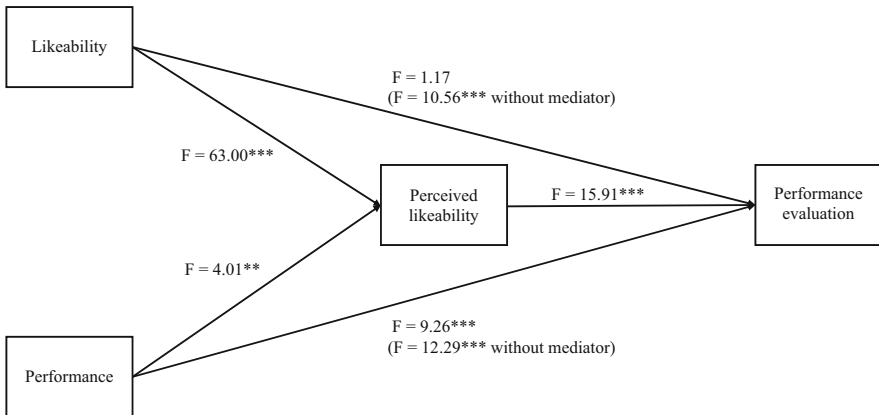 Likeability
F = 1.17
(F = 10.56*** without mediator)
F = 63.00***
Perceived
likeability
F = 15.91***
Performance
evaluation
F = 4.01**
F = 9.26***
(F = 12.29*** without mediator)
Performance